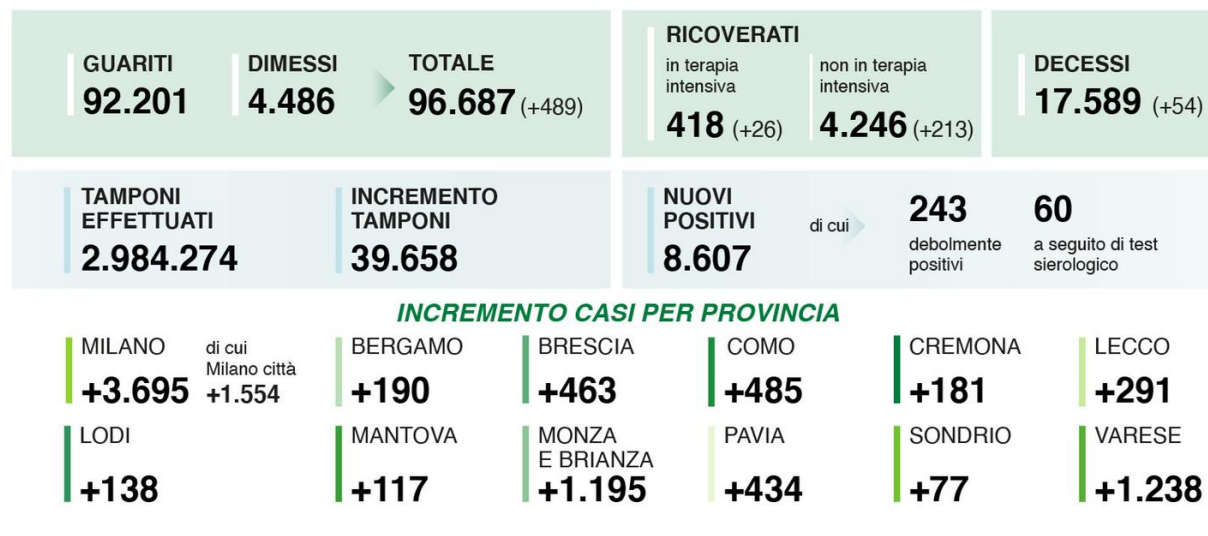 GUARITI
92.201
DIMESSI
4.486
TOTALE
96.687 (+489)
RICOVERATI
in terapia
intensiva
418 (+26)
non in terapia
intensiva
4.246 (+213)
DECESSI
17.589 (+54)
TAMPONI
EFFETTUATI
2.984.274
INCREMENTO
TAMPONI
39.658
NUOVI
POSITIVI
8.607
di cui
243
debolmente
positivi
60
a seguito di test
sierologico
INCREMENTO CASI PER PROVINCIA
MILANO
+3.695
di cui
Milano città
+1.554
BERGAMO
+190
BRESCIA
+463
COMO
+485
CREMONA
+181
LECCO
+291
LODI
+138
MANTOVA
+117
MONZA
E BRIANZA
+1.195
PAVIA
+434
SONDRIO
+77
VARESE
+1.238